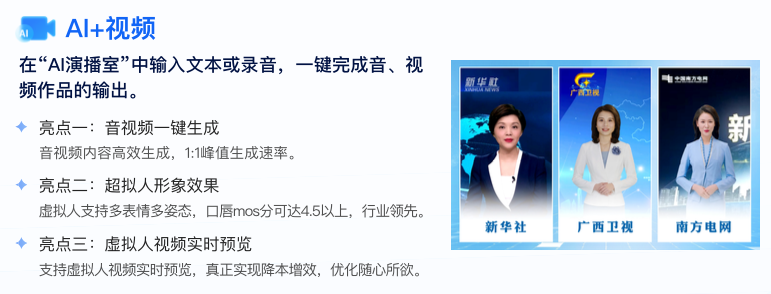 AI
AI+视频
在“AI演播室”中输入文本或录音，一键完成音、视
频作品的输出。
亮点一：音视频一键生成
音视频内容高效生成，1:1峰值生成速率。
亮点二：超拟人形象效果
虚拟人支持多表情多姿态，口唇mos分可达4.5以上，行业领先。
亮点三：虚拟人视频实时预览
支持虚拟人视频实时预览，真正实现降本增效，优化随心所欲。
新华社
XINHUA NEWS
新华社
广西卫视
广西卫视
中国南方电网
新
南方电网